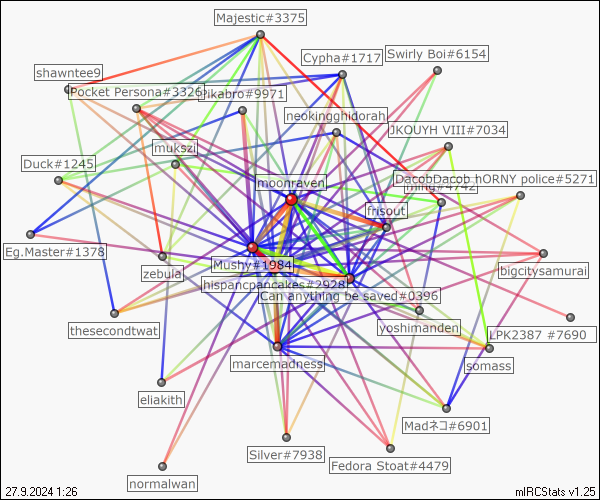 Majestic#3375
Cypha#1717
Swirly Boi#6154
shawntee9
Pocket Persona#3326
Pikabro#9971
neokingghidorah
JKOUYH VIII#7034
mukszi
Duck#1245
moonraven
DacobDacob hORNY police#5271
frisout
Eg.Master#1378
zebula
Mushy#1984
bigcitysamurai
hispancpancakes#2928
Can anything be saved#0396
thesecondtwat
yoshimanden
LPK2387 #7690
marcemadness
somass
eliakith
Madネコ#6901
Silver#7938
Fedora Stoat#4479
normalwan
27.9.2024 1:26
mIRCStats v1.25